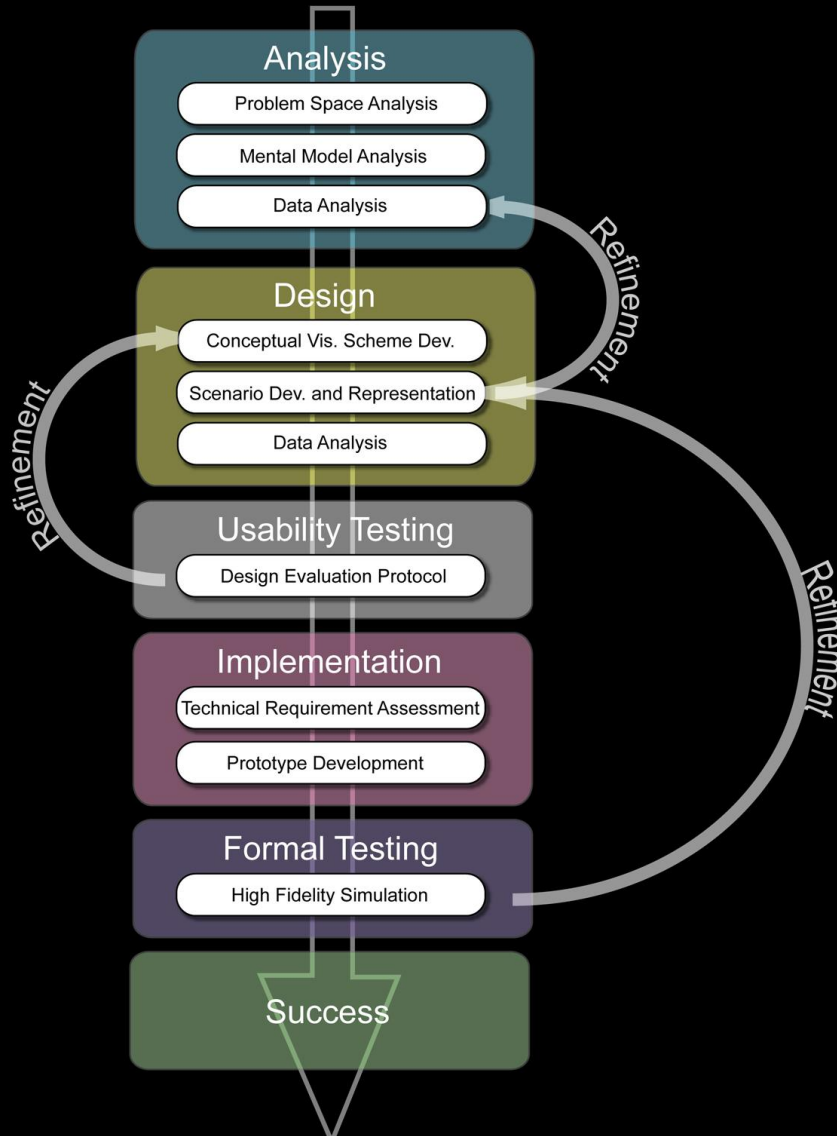 Analysis
Problem Space Analysis
Mental Model Analysis
Data Analysis
Refinement
Design
Conceptual Vis. Scheme Dev.
Scenario Dev. and Representation
Data Analysis
Refinement
Usability Testing
Design Evaluation Protocol
Refinement
Implementation
Technical Requirement Assessment
Prototype Development
Formal Testing
High Fidelity Simulation
Success